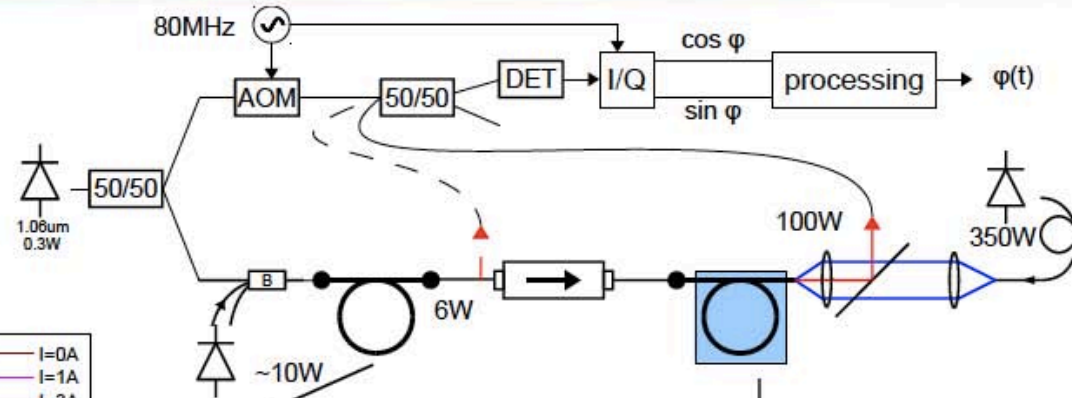 80MHz
cos φ
AOM
50/50
DET
I/Q
processing
φ(t)
sin φ
50/50
1.06um
0.3W
100W
350W
B
6W
~10W
I=0A
I=1A